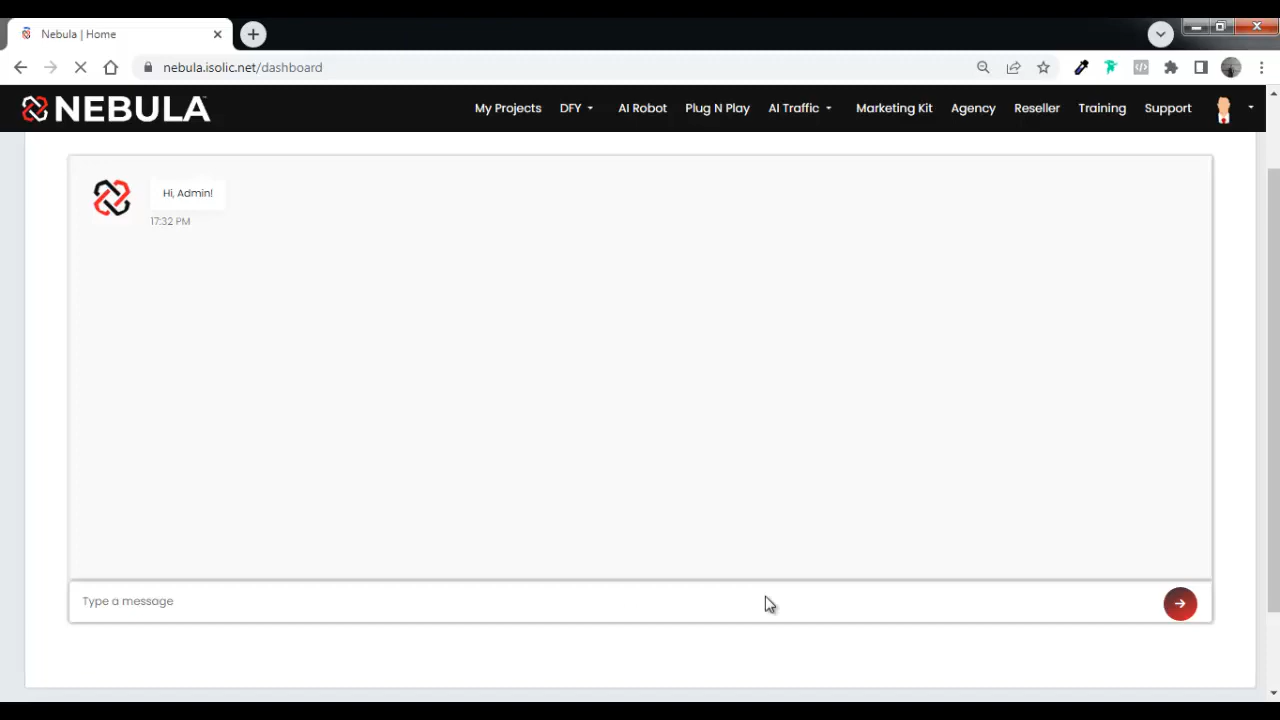 Nebula | Home
nebula.isolic.net/dashboard
NEBULA
My Projects DFY AI Robot Plug N Play AI Traffic Marketing Kit Agency Reseller Training Support
Hi, Admin!
17:32 PM
Type a message